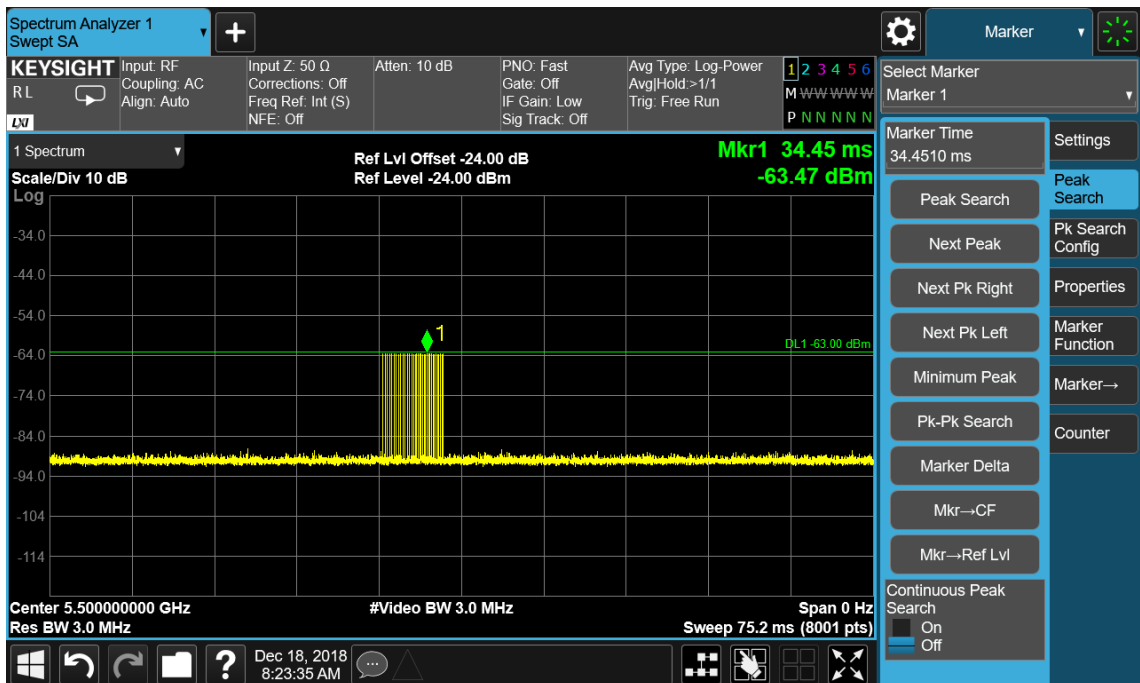 Spectrum Analyzer 1
Swept SA
Marker
KEYSIGHT
R L
LXI
Input: RF
Coupling: AC
Align: Auto
Input Z: 50 Ω
Corrections: Off
Freq Ref: Int (S)
NFE: Off
Atten: 10 dB
PNO: Fast
Gate: Off
IF Gain: Low
Sig Track: Off
Avg Type: Log-Power
Avg|Hold:>1/1
Trig: Free Run
1 2 3 4 5 6
M W W W W W
P N N N N N
Select Marker
Marker 1
1 Spectrum
Scale/Div 10 dB
Log
Ref Lvl Offset -24.00 dB
Ref Level -24.00 dBm
Mkr1 34.45 ms
-63.47 dBm
-34.0
-44.0
-54.0
-64.0
-74.0
-84.0
-94.0
-104
-114
1
DL1 -63.00 dBm
Center 5.500000000 GHz
Res BW 3.0 MHz
#Video BW 3.0 MHz
Span 0 Hz
Sweep 75.2 ms (8001 pts)
Marker Time
34.4510 ms
Peak Search
Next Peak
Next Pk Right
Next Pk Left
Minimum Peak
Pk-Pk Search
Marker Delta
Mkr→CF
Mkr→Ref Lvl
Continuous Peak
Search
On
Off
Settings
Peak
Search
Pk Search
Config
Properties
Marker
Function
Marker→
Counter
?
Dec 18, 2018
8:23:35 AM